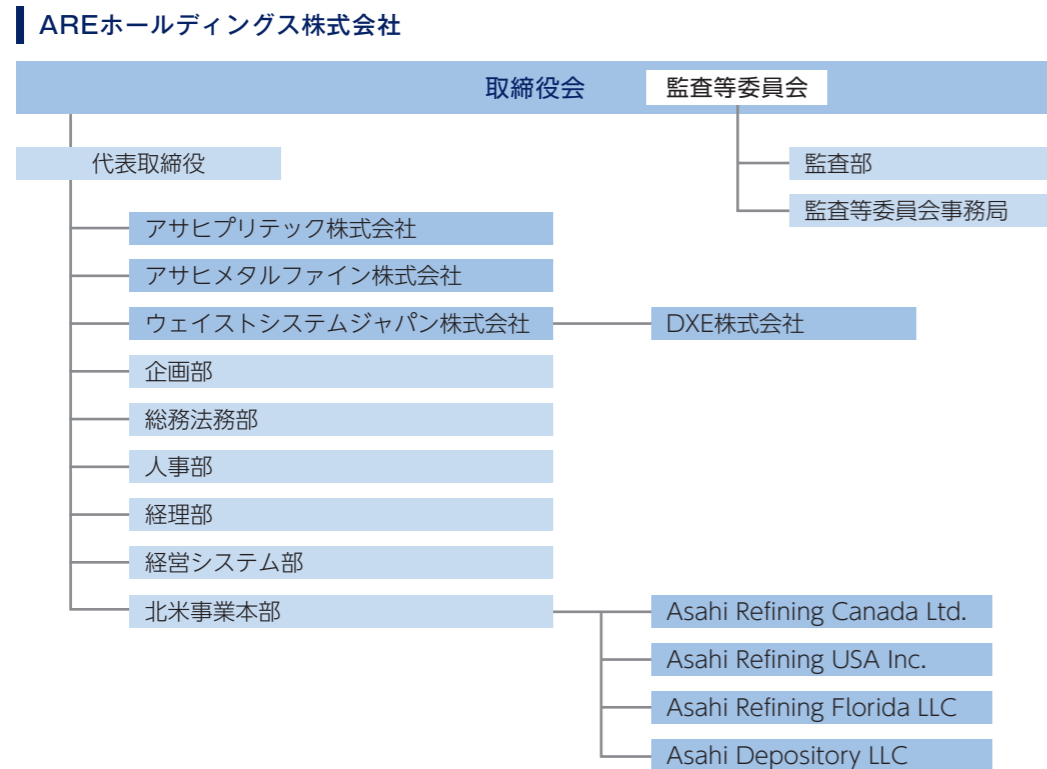 AREホールディングス株式会社
取締役会
監査等委員会
代表取締役
監査部
監査等委員会事務局
アサヒプリテック株式会社
アサヒメタルファイン株式会社
ウェイストシステムジャパン株式会社
DXE株式会社
企画部
総務法務部
人事部
経理部
経営システム部
北米事業本部
Asahi Refining Canada Ltd.
Asahi Refining USA Inc.
Asahi Refining Florida LLC
Asahi Depository LLC